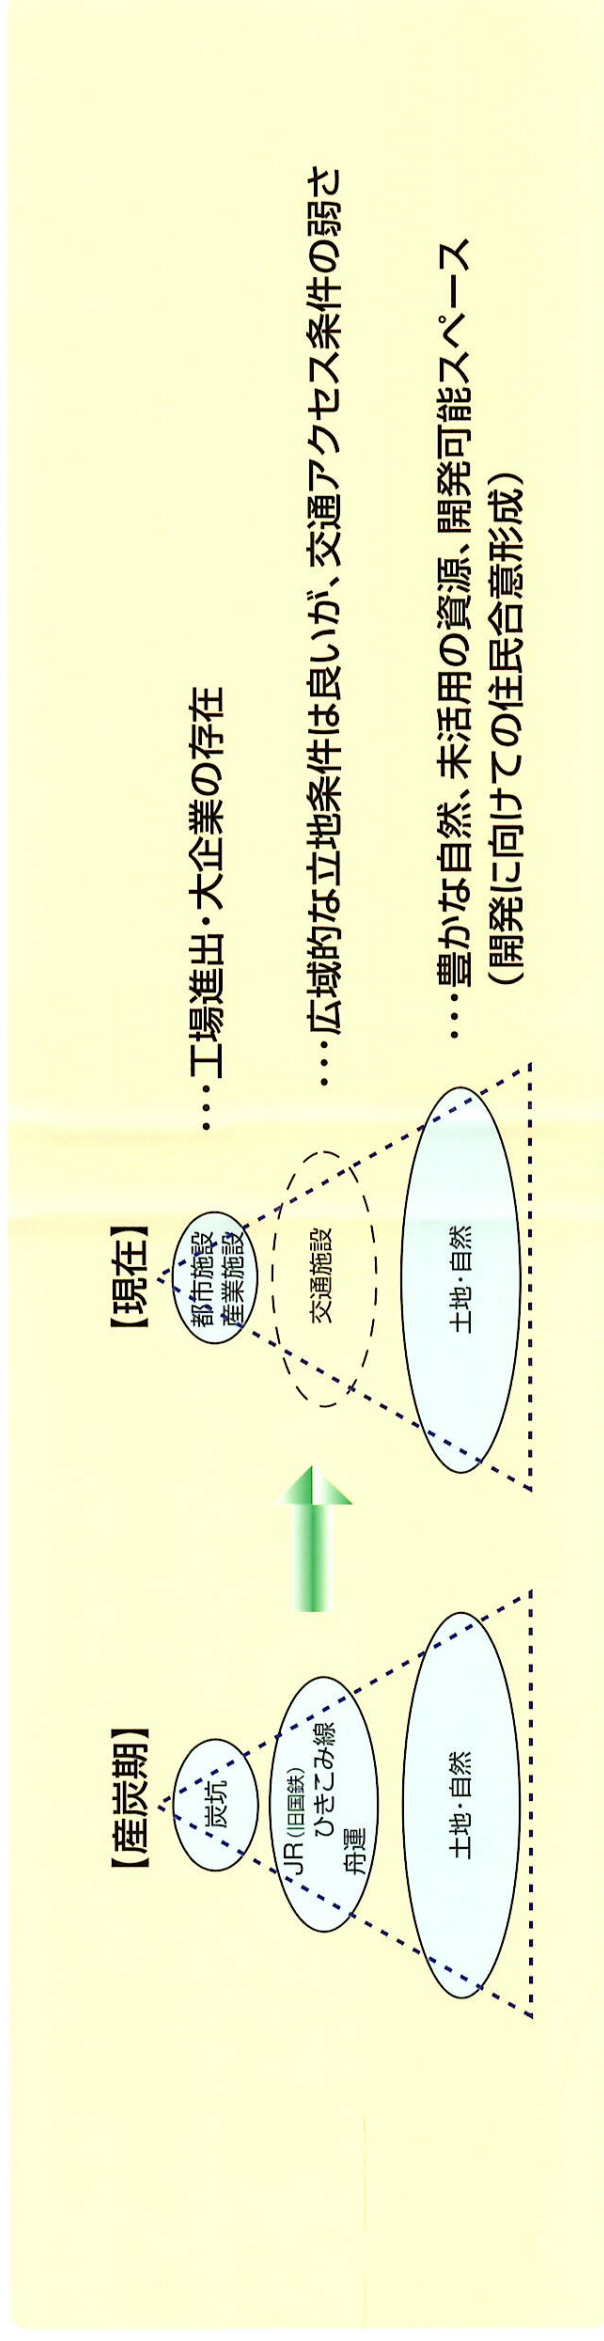 【産炭期】
炭坑
JR(旧国鉄)
ひきこみ線
舟運
土地・自然
【現在】
都市施設
産業施設
交通施設
土地・自然
・・・工場進出・大企業の存在
・・・広域的な立地条件は良いが、交通アクセス条件の弱さ
・・・豊かな自然、未活用の資源、開発可能スペース
(開発に向けての住民合意形成)